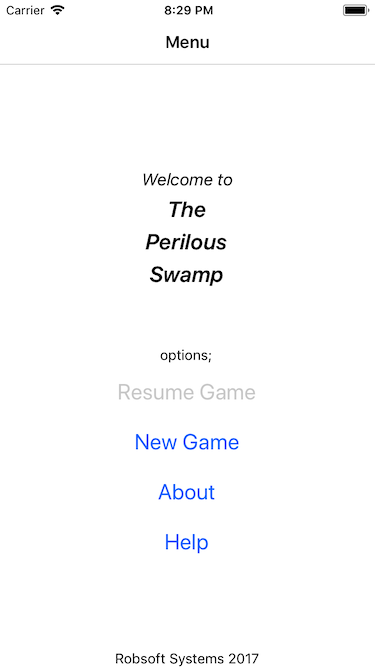 Carrier 8:29 PM
Menu
Welcome to
The
Perilous
Swamp
options;
Resume Game
New Game
About
Help
Robsoft Systems 2017